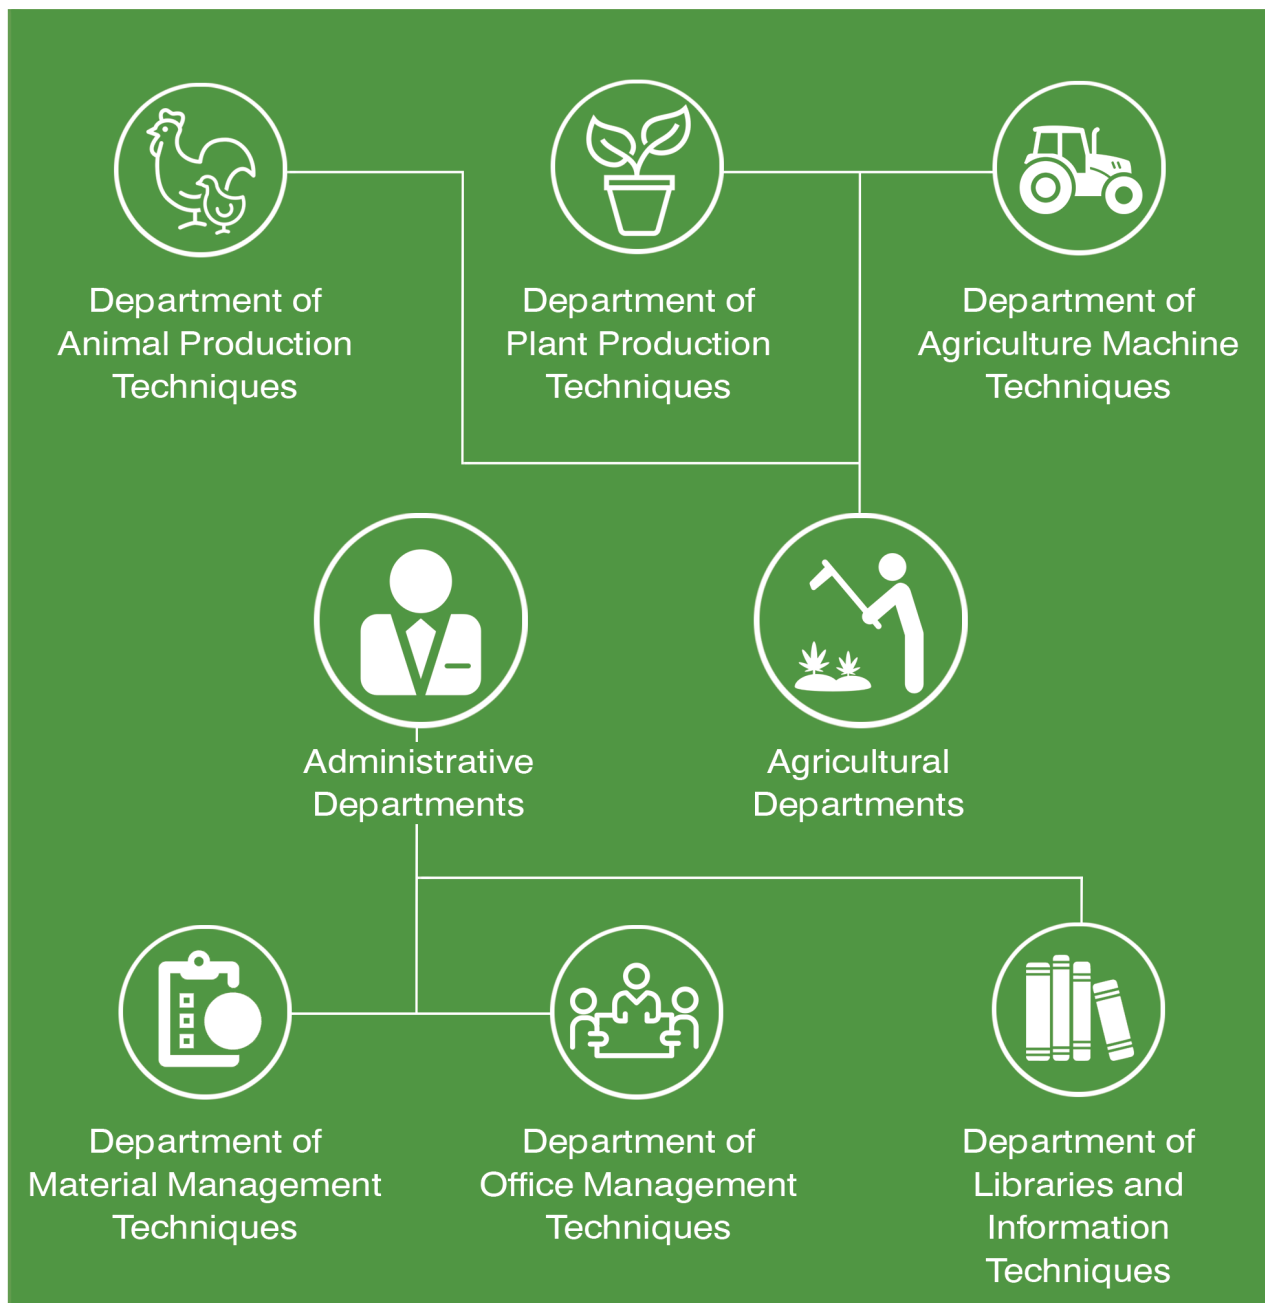 Department of
Animal Production
Techniques
Department of
Plant Production
Techniques
Department of
Agriculture Machine
Techniques
Administrative
Departments
Agricultural
Departments
Department of
Material Management
Techniques
Department of
Office Management
Techniques
Department of
Libraries and
Information
Techniques